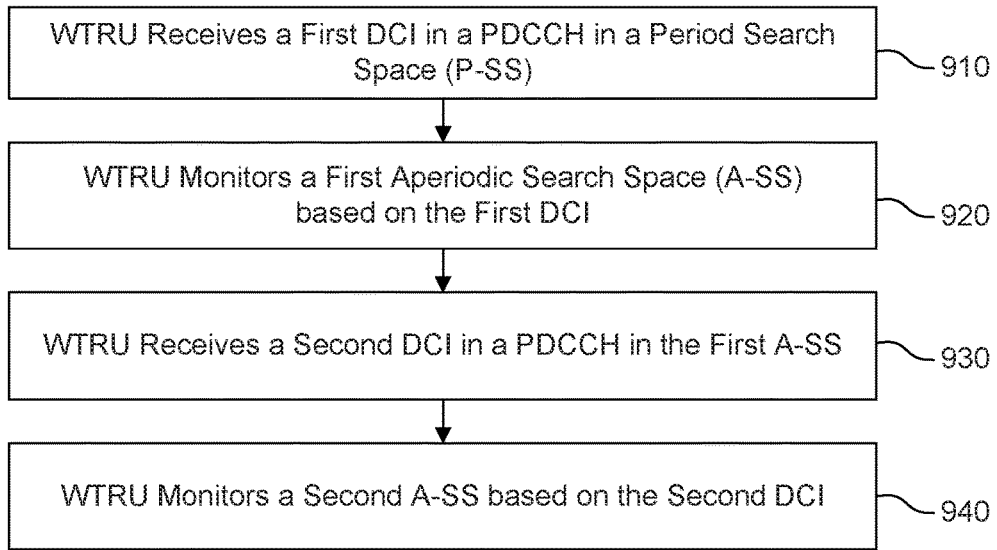 WTRU Receives a First DCI in a PDCCH in a Period Search
Space (P-SS)
910
WTRU Monitors a First Aperiodic Search Space (A-SS)
based on the First DCI
920
WTRU Receives a Second DCI in a PDCCH in the First A-SS
930
WTRU Monitors a Second A-SS based on the Second DCI
940